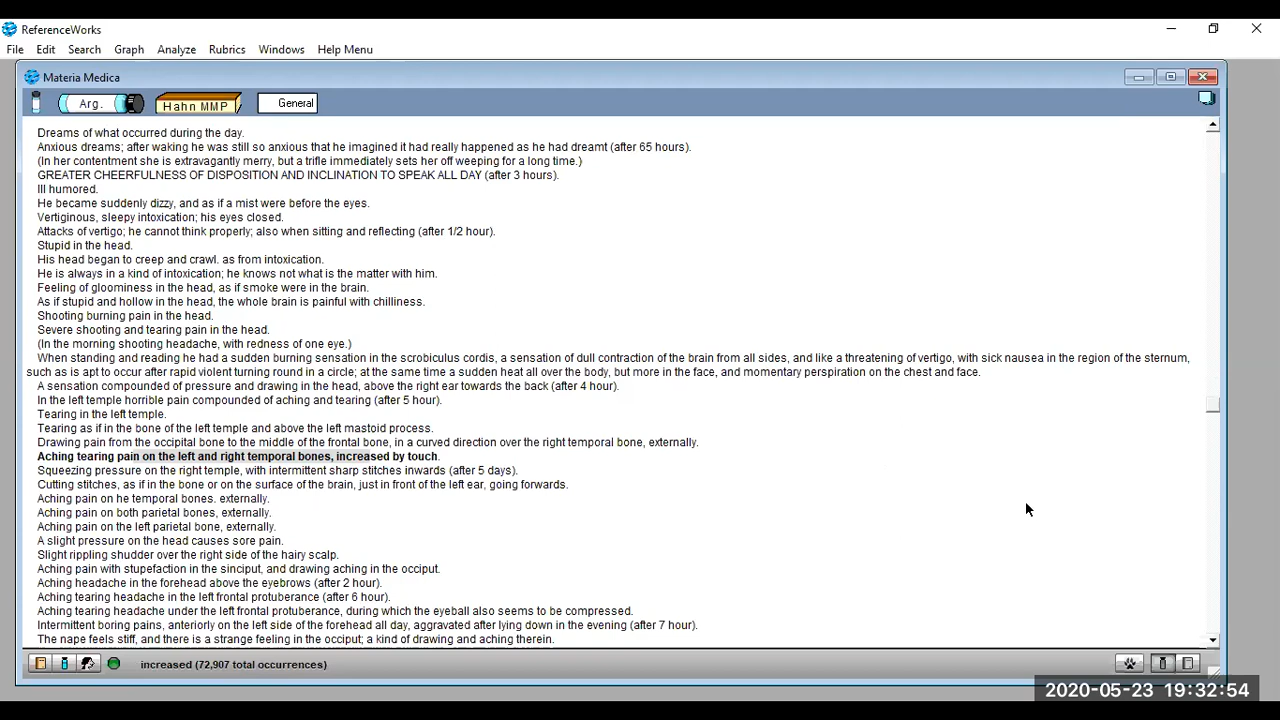 ReferenceWorks
File Edit Search Graph Analyze Rubrics Windows Help Menu
Materia Medica
Arg. Hahn MMP General
Dreams of what occurred during the day.
Anxious dreams; after waking he was still so anxious that he imagined it had really happened as he had dreamt (after 65 hours).
(In her contentment she is extravagantly merry, but a trifle immediately sets her off weeping for a long time.)
GREATER CHEERFULNESS OF DISPOSITION AND INCLINATION TO SPEAK ALL DAY (after 3 hours).
Ill humored.
He became suddenly dizzy, and as if a mist were before the eyes.
Vertiginous, sleepy intoxication; his eyes closed.
Attacks of vertigo; he cannot think properly; also when sitting and reflecting (after 1/2 hour).
Stupid in the head.
His head began to creep and crawl. as from intoxication.
He is always in a kind of intoxication; he knows not what is the matter with him.
Feeling of gloominess in the head, as if smoke were in the brain.
As if stupid and hollow in the head, the whole brain is painful with chilliness.
Shooting burning pain in the head.
Severe shooting and tearing pain in the head.
(In the morning shooting headache, with redness of one eye.)
When standing and reading he had a sudden burning sensation in the scrobiculus cordis, a sensation of dull contraction of the brain from all sides, and like a threatening of vertigo, with sick nausea in the region of the sternum,
such as is apt to occur after rapid violent turning round in a circle; at the same time a sudden heat all over the body, but more in the face, and momentary perspiration on the chest and face.
A sensation compounded of pressure and drawing in the head, above the right ear towards the back (after 4 hour).
In the left temple horrible pain compounded of aching and tearing (after 5 hour).
Tearing in the left temple.
Tearing as if in the bone of the left temple and above the left mastoid process.
Drawing pain from the occipital bone to the middle of the frontal bone, in a curved direction over the right temporal bone, externally.
Aching tearing pain on the left and right temporal bones, increased by touch.
Squeezing pressure on the right temple, with intermittent sharp stitches inwards (after 5 days).
Cutting stitches, as if in the bone or on the surface of the brain, just in front of the left ear, going forwards.
Aching pain on he temporal bones. externally.
Aching pain on both parietal bones, externally.
Aching pain on the left parietal bone, externally.
A slight pressure on the head causes sore pain.
Slight rippling shudder over the right side of the hairy scalp.
Aching pain with stupefaction in the sinciput, and drawing aching in the occiput.
Aching headache in the forehead above the eyebrows (after 2 hour).
Aching tearing headache in the left frontal protuberance (after 6 hour).
Aching tearing headache under the left frontal protuberance, during which the eyeball also seems to be compressed.
Intermittent boring pains, anteriorly on the left side of the forehead all day, aggravated after lying down in the evening (after 7 hour).
The nape feels stiff, and there is a strange feeling in the occiput; a kind of drawing and aching therein.
increased (72,907 total occurrences)
2020-05-23 19:32:54